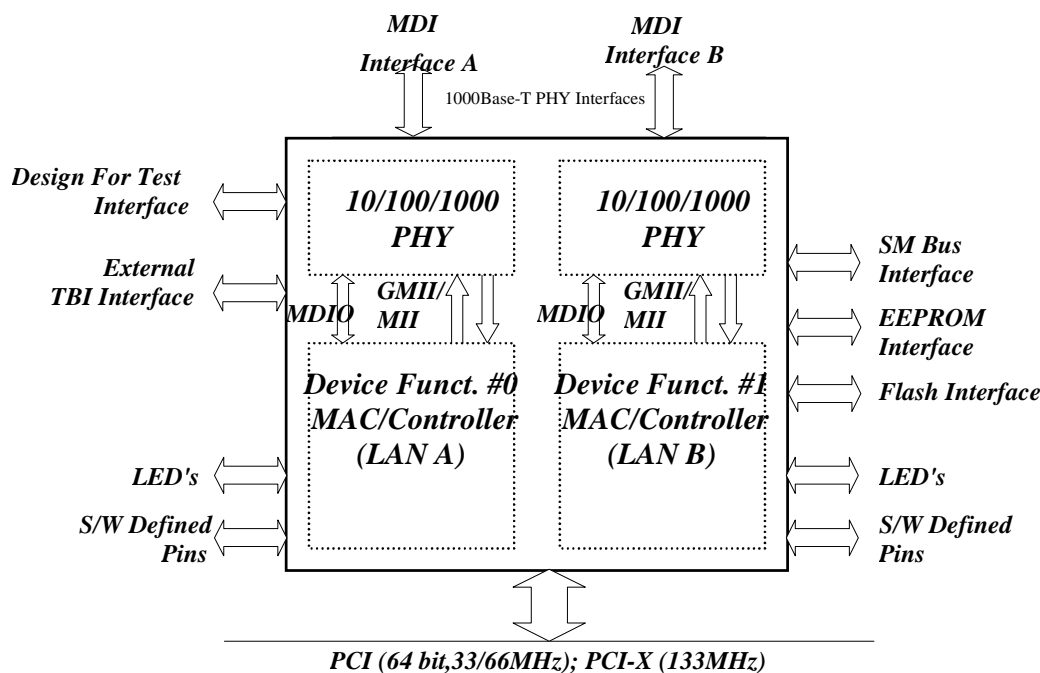 MDI
Interface A
MDI
Interface B
1000Base-T PHY Interfaces
Design For Test
Interface
External
TBI Interface
LED's
S/W Defined
Pins
10/100/1000
PHY
MDIO
GMII/
MII
Device Funct. #0
MAC/Controller
(LAN A)
10/100/1000
PHY
MDIO
GMII/
MII
Device Funct. #1
MAC/Controller
(LAN B)
SM Bus
Interface
EEPROM
Interface
Flash Interface
LED's
S/W Defined
Pins
PCI (64 bit,33/66MHz); PCI-X (133MHz)